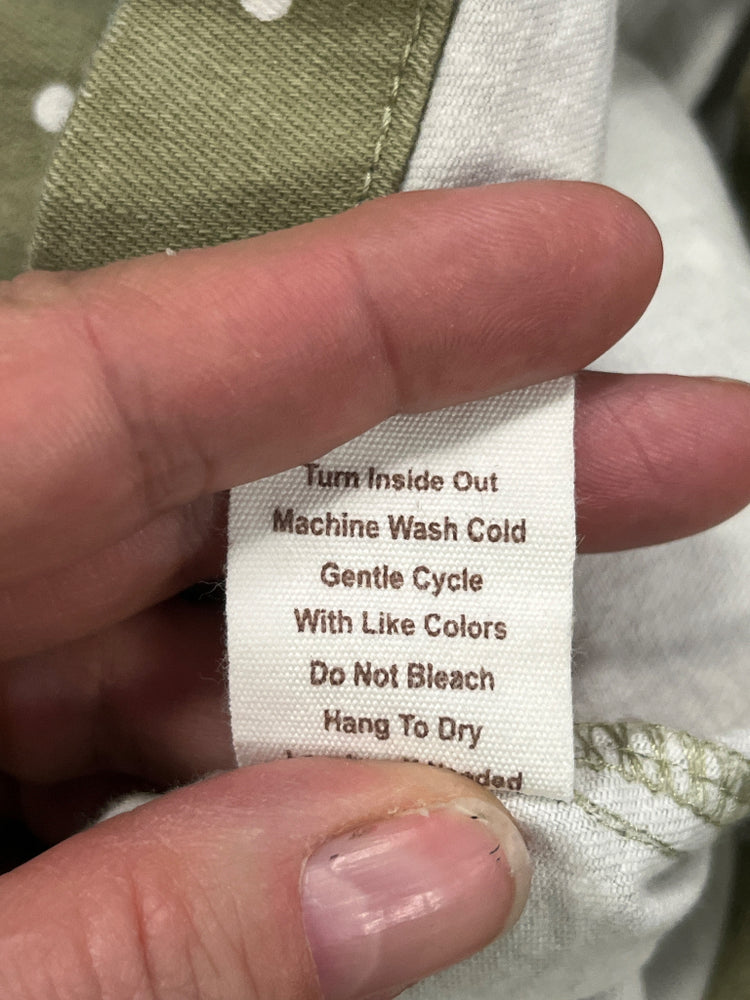 Turn Inside Out
Machine Wash Cold
Gentle Cycle
With Like Colors
Do Not Bleach
Hang To Dry